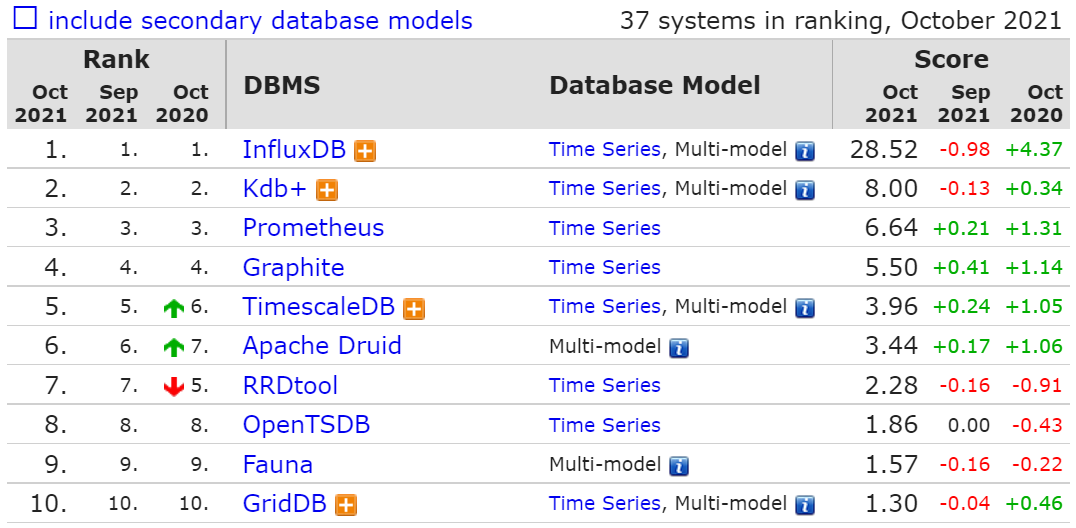 include secondary database models 37 systems in ranking, October 2021
Rank DBMS Database Model Score
Oct Sep Oct Oct Sep Oct
2021 2021 2020 2021 2021 2020
1. 1. 1. InfluxDB Time Series, Multi-model 28.52 -0.98 +4.37
2. 2. 2. Kdb+ Time Series, Multi-model 8.00 -0.13 +0.34
3. 3. 3. Prometheus Time Series 6.64 +0.21 +1.31
4. 4. 4. Graphite Time Series 5.50 +0.41 +1.14
5. 5. 6. TimescaleDB Time Series, Multi-model 3.96 +0.24 +1.05
6. 6. 7. Apache Druid Multi-model 3.44 +0.17 +1.06
7. 7. 5. RRDtool Time Series 2.28 -0.16 -0.91
8. 8. 8. OpenTSDB Time Series 1.86 0.00 -0.43
9. 9. 9. Fauna Multi-model 1.57 -0.16 -0.22
10. 10. 10. GridDB Time Series, Multi-model 1.30 -0.04 +0.46